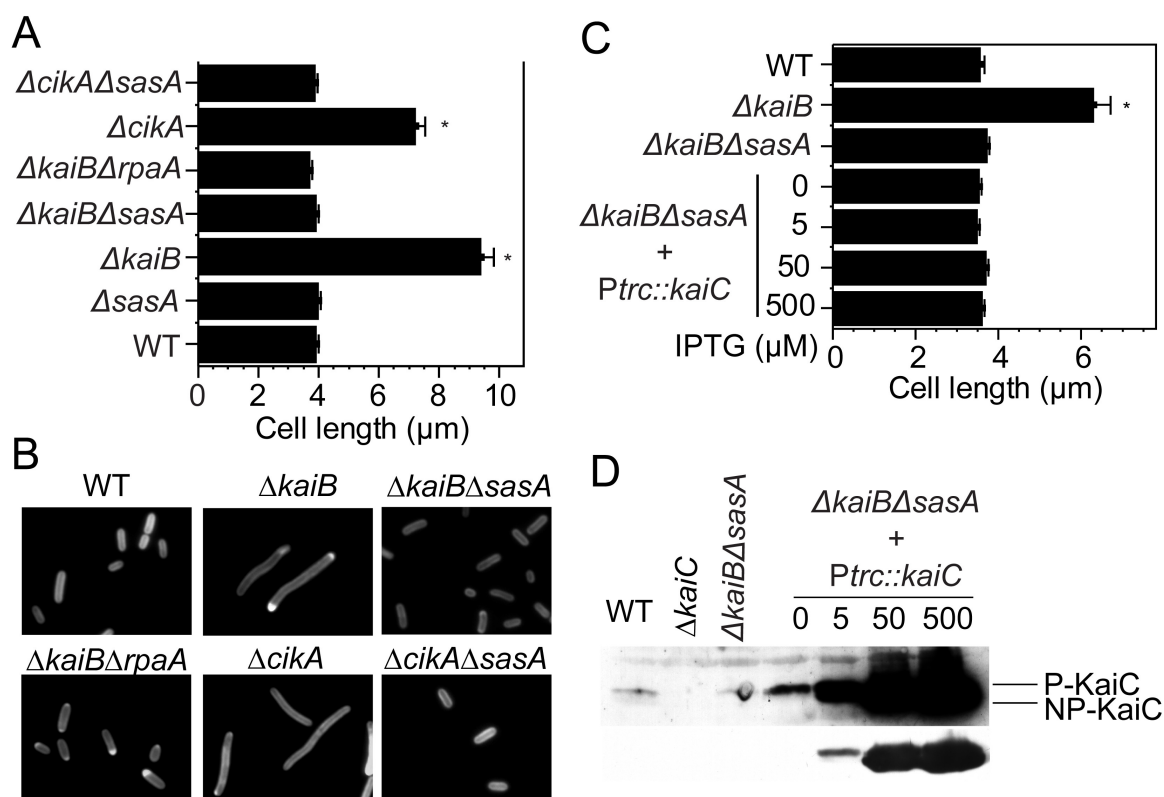 A
ΔcikAΔsasA
ΔcikA
*
ΔkaiBΔrpaA
ΔkaiBΔsasA
ΔkaiB
*
ΔsasA
WT
0 2 4 6 8 10
Cell length (μm)
B
WT
ΔkaiB
ΔkaiBΔsasA
ΔkaiBΔrpaA
ΔcikA
ΔcikAΔsasA
C
WT
ΔkaiB
*
ΔkaiBΔsasA
ΔkaiBΔsasA
+
Ptrc::kaiC
0
5
50
500
IPTG (μM)
0 2 4 6
Cell length (μm)
D
WT
ΔkaiC
ΔkaiBΔsasA
ΔkaiBΔsasA
+
Ptrc::kaiC
0 5 50 500
P-KaiC
NP-KaiC